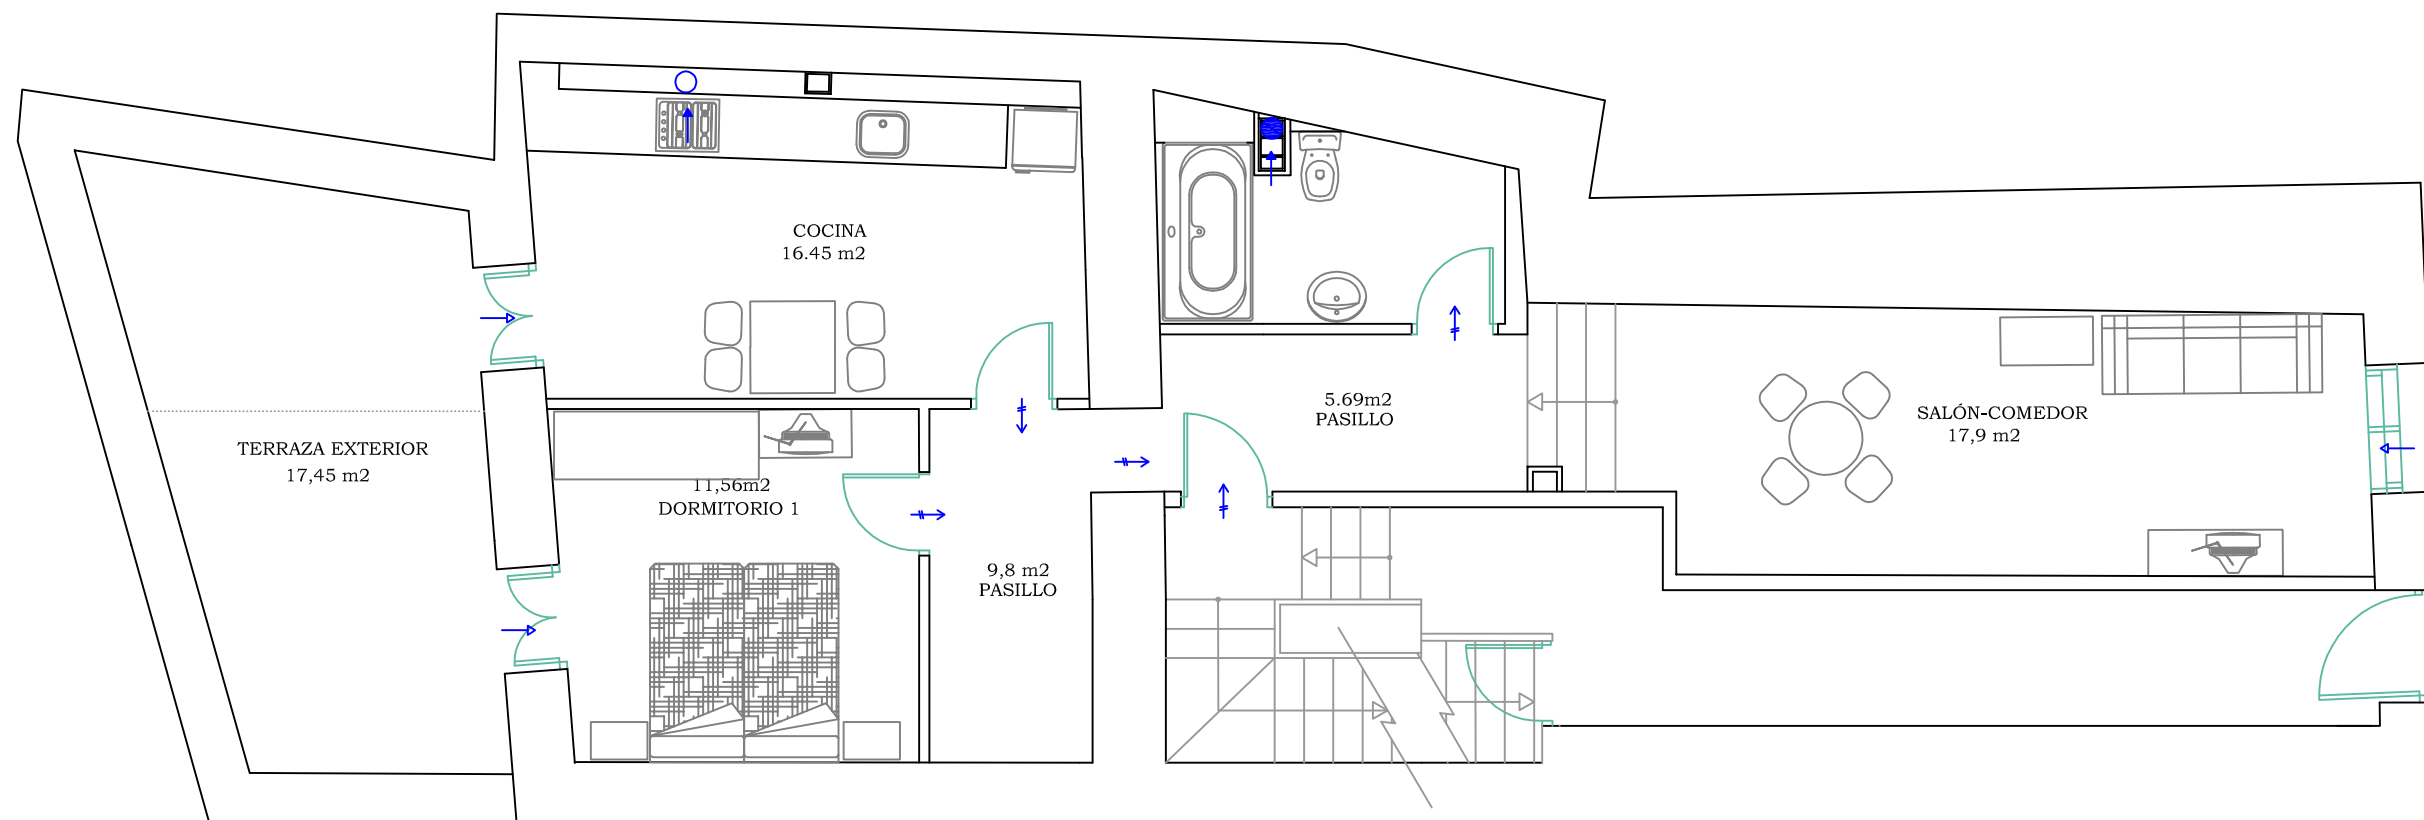 COCINA
16.45 m2
5.69m2
PASILLO
SALÓN-COMEDOR
17,9 m2
TERRAZA EXTERIOR
17,45 m2
11,56m2
DORMITORIO 1
9,8 m2
PASILLO